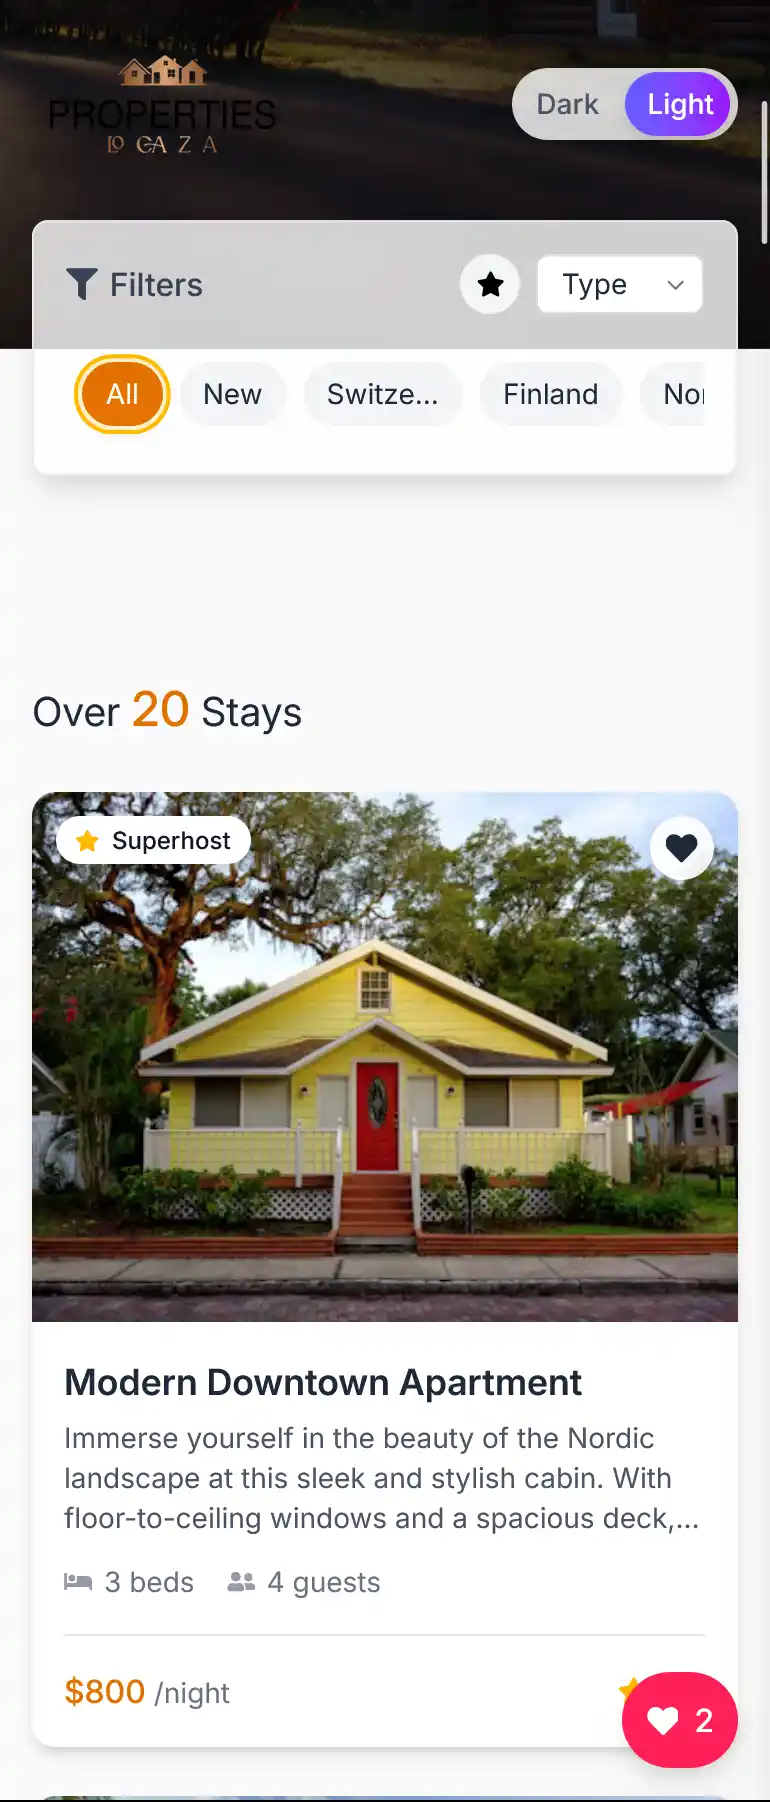 PROPERTIES
LO CAZA
Dark
Light
Filters
Type
All
New
Switze...
Finland
Nor
Over 20 Stays
Superhost
Modern Downtown Apartment
Immerse yourself in the beauty of the Nordic
landscape at this sleek and stylish cabin. With
floor-to-ceiling windows and a spacious deck,...
3 beds
4 guests
$800 /night
2